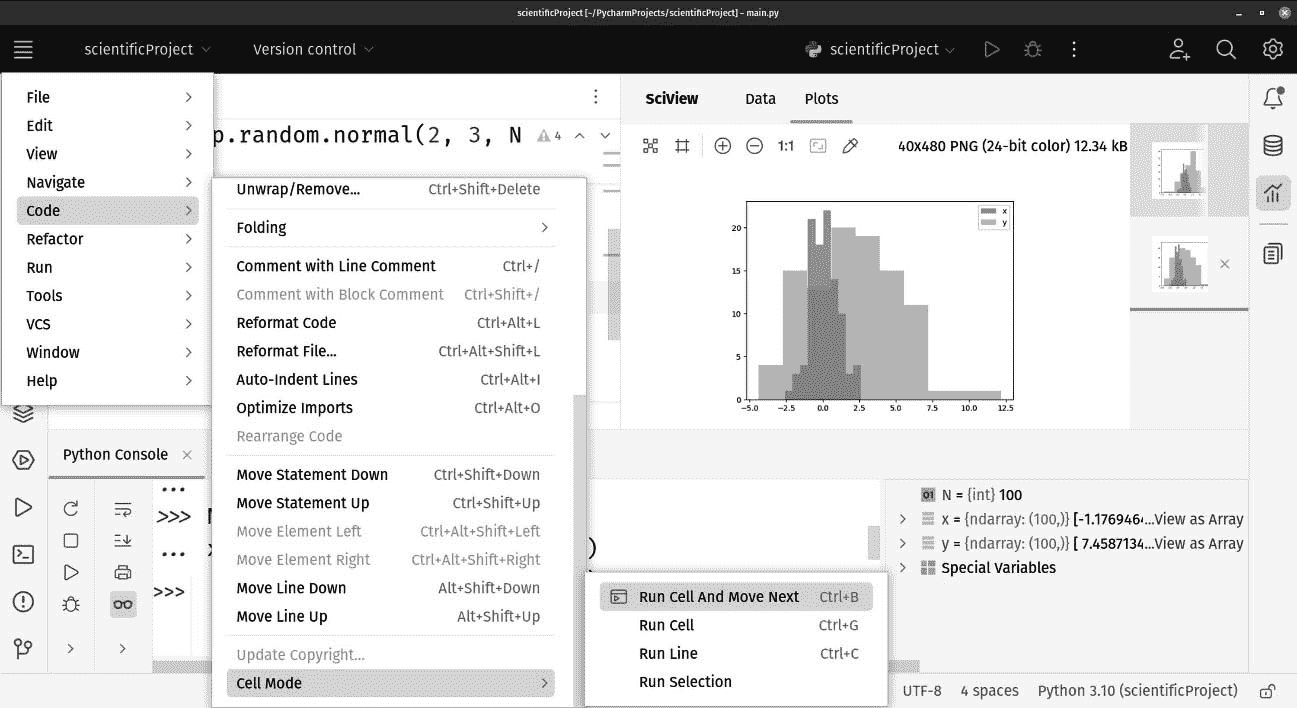 scientificProject [~/PycharmProjects/scientificProject] – main.py
scientificProject
Version control
scientificProject
File
Edit
View
Navigate
Code
Refactor
Run
Tools
VCS
Window
Help
p.random.normal(2, 3, N
4
Unwrap/Remove... Ctrl+Shift+Delete
Folding
Comment with Line Comment Ctrl+/
Comment with Block Comment Ctrl+Shift+/
Reformat Code Ctrl+Alt+L
Reformat File... Ctrl+Alt+Shift+L
Auto-Indent Lines Ctrl+Alt+I
Optimize Imports Ctrl+Alt+O
Rearrange Code
Move Statement Down Ctrl+Shift+Down
Move Statement Up Ctrl+Shift+Up
Move Element Left Ctrl+Alt+Shift+Left
Move Element Right Ctrl+Alt+Shift+Right
Move Line Down Alt+Shift+Down
Move Line Up Alt+Shift+Up
Update Copyright...
Cell Mode
Run Cell And Move Next Ctrl+B
Run Cell Ctrl+G
Run Line Ctrl+C
Run Selection
SciView Data Plots
1:1
40x480 PNG (24-bit color) 12.34 kB
x
y
20
15
10
5
0
−5.0 −2.5 0.0 2.5 5.0 7.5 10.0 12.5
Python Console
...
>>>
...
>>>
)
01 N = {int} 100
x = {ndarray: (100,)} [-1.176946‹...View as Array
y = {ndarray: (100,)} [ 7.4587134...View as Array
Special Variables
UTF-8 4 spaces Python 3.10 (scientificProject)